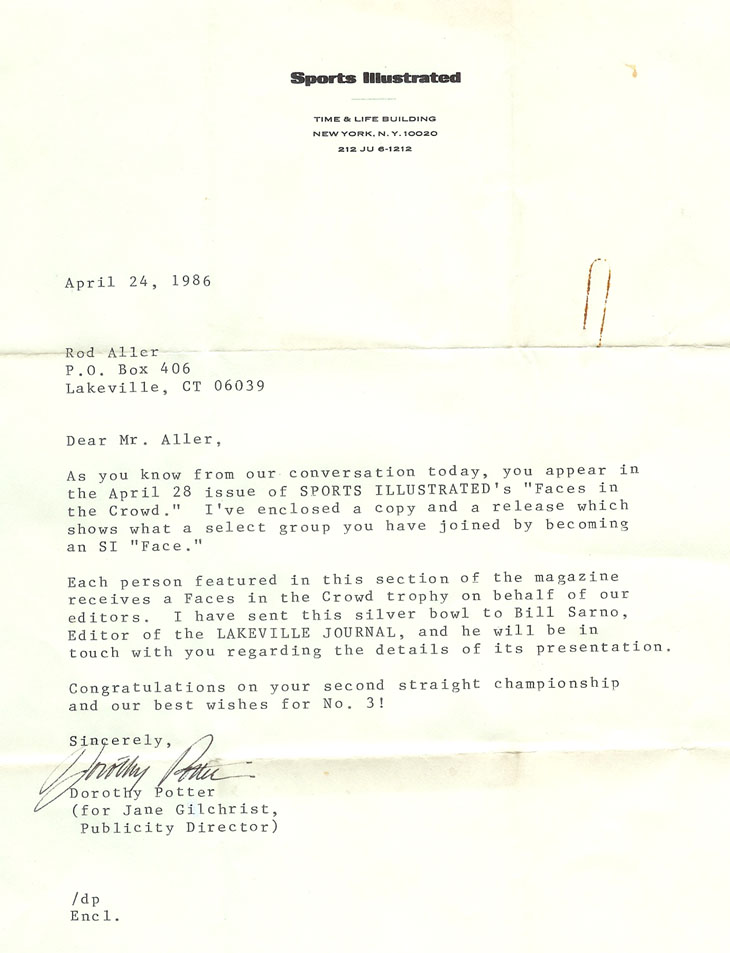 Sports Illustrated
TIME & LIFE BUILDING
NEW YORK, N. Y. 10020
212 JU 6-1212
April 24, 1986
Rod Aller
P.O. Box 406
Lakeville, CT 06039
Dear Mr. Aller,
As you know from our conversation today, you appear in
the April 28 issue of SPORTS ILLUSTRATED's "Faces in
the Crowd." I've enclosed a copy and a release which
shows what a select group you have joined by becoming
an SI "Face."
Each person featured in this section of the magazine
receives a Faces in the Crowd trophy on behalf of our
editors. I have sent this silver bowl to Bill Sarno,
Editor of the LAKEVILLE JOURNAL, and he will be in
touch with you regarding the details of its presentation.
Congratulations on your second straight championship
and our best wishes for No. 3!
Sincerely,
Dorothy Potter
Dorothy Potter
(for Jane Gilchrist,
Publicity Director)
/dp
Encl.